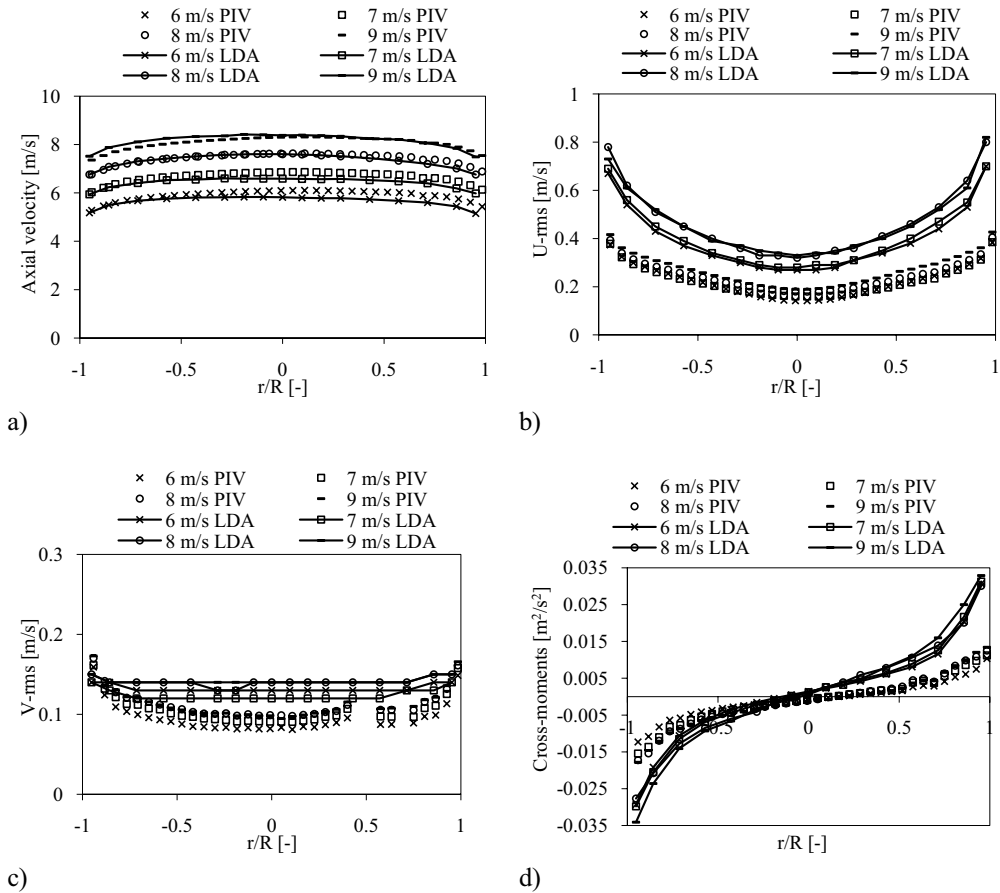 6 m/s PIV 7 m/s PIV
8 m/s PIV 9 m/s PIV
6 m/s LDA 7 m/s LDA
8 m/s LDA 9 m/s LDA
Axial velocity [m/s]
10
8
6
4
2
0
-1 -0.5 0 0.5 1
r/R [-]
a)
6 m/s PIV 7 m/s PIV
8 m/s PIV 9 m/s PIV
6 m/s LDA 7 m/s LDA
8 m/s LDA 9 m/s LDA
U-rms [m/s]
1
0.8
0.6
0.4
0.2
0
-1 -0.5 0 0.5 1
r/R [-]
b)
6 m/s PIV 7 m/s PIV
8 m/s PIV 9 m/s PIV
6 m/s LDA 7 m/s LDA
8 m/s LDA 9 m/s LDA
V-rms [m/s]
0.3
0.2
0.1
0
-1 -0.5 0 0.5 1
r/R [-]
c)
6 m/s PIV 7 m/s PIV
8 m/s PIV 9 m/s PIV
6 m/s LDA 7 m/s LDA
8 m/s LDA 9 m/s LDA
Cross-moments [m²/s²]
0.035
0.025
0.015
0.005
-0.005
-0.015
-0.025
-0.035
-1 -0.5 0 0.5 1
r/R [-]
d)